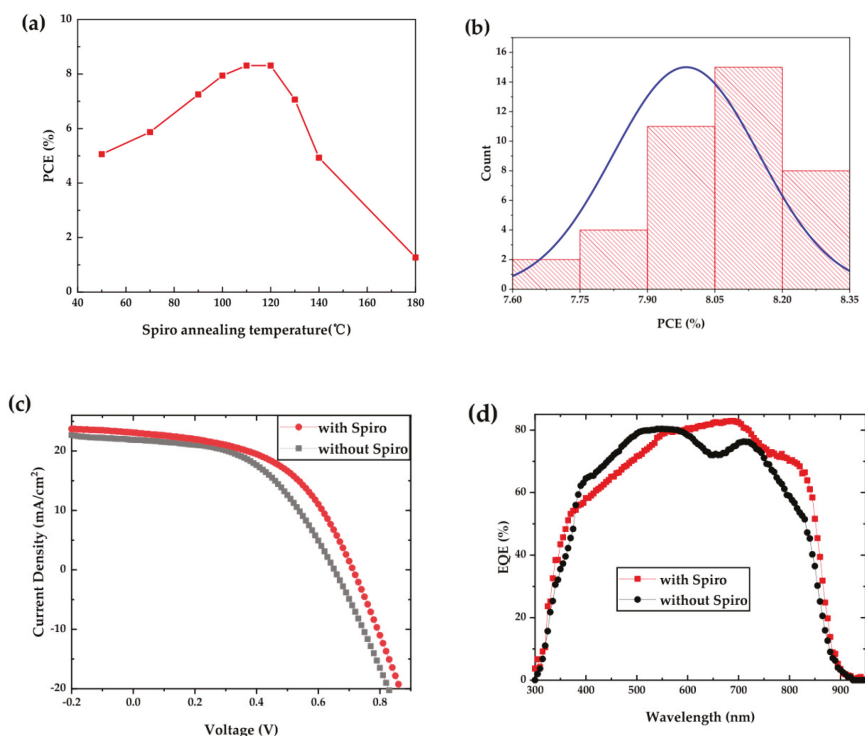 (a)
10
8
6
4
2
0
40 60 80 100 120 140 160 180
PCE (%)
Spiro annealing temperature(℃)
(b)
16
14
12
10
8
6
4
2
0
7.60 7.75 7.90 8.05 8.20 8.35
Count
PCE (%)
(c)
with Spiro
without Spiro
20
10
0
-10
-20
-0.2 0.0 0.2 0.4 0.6 0.8
Current Density (mA/cm²)
Voltage (V)
(d)
80
60
40
20
0
300 400 500 600 700 800 900
EQE (%)
with Spiro
without Spiro
Wavelength (nm)